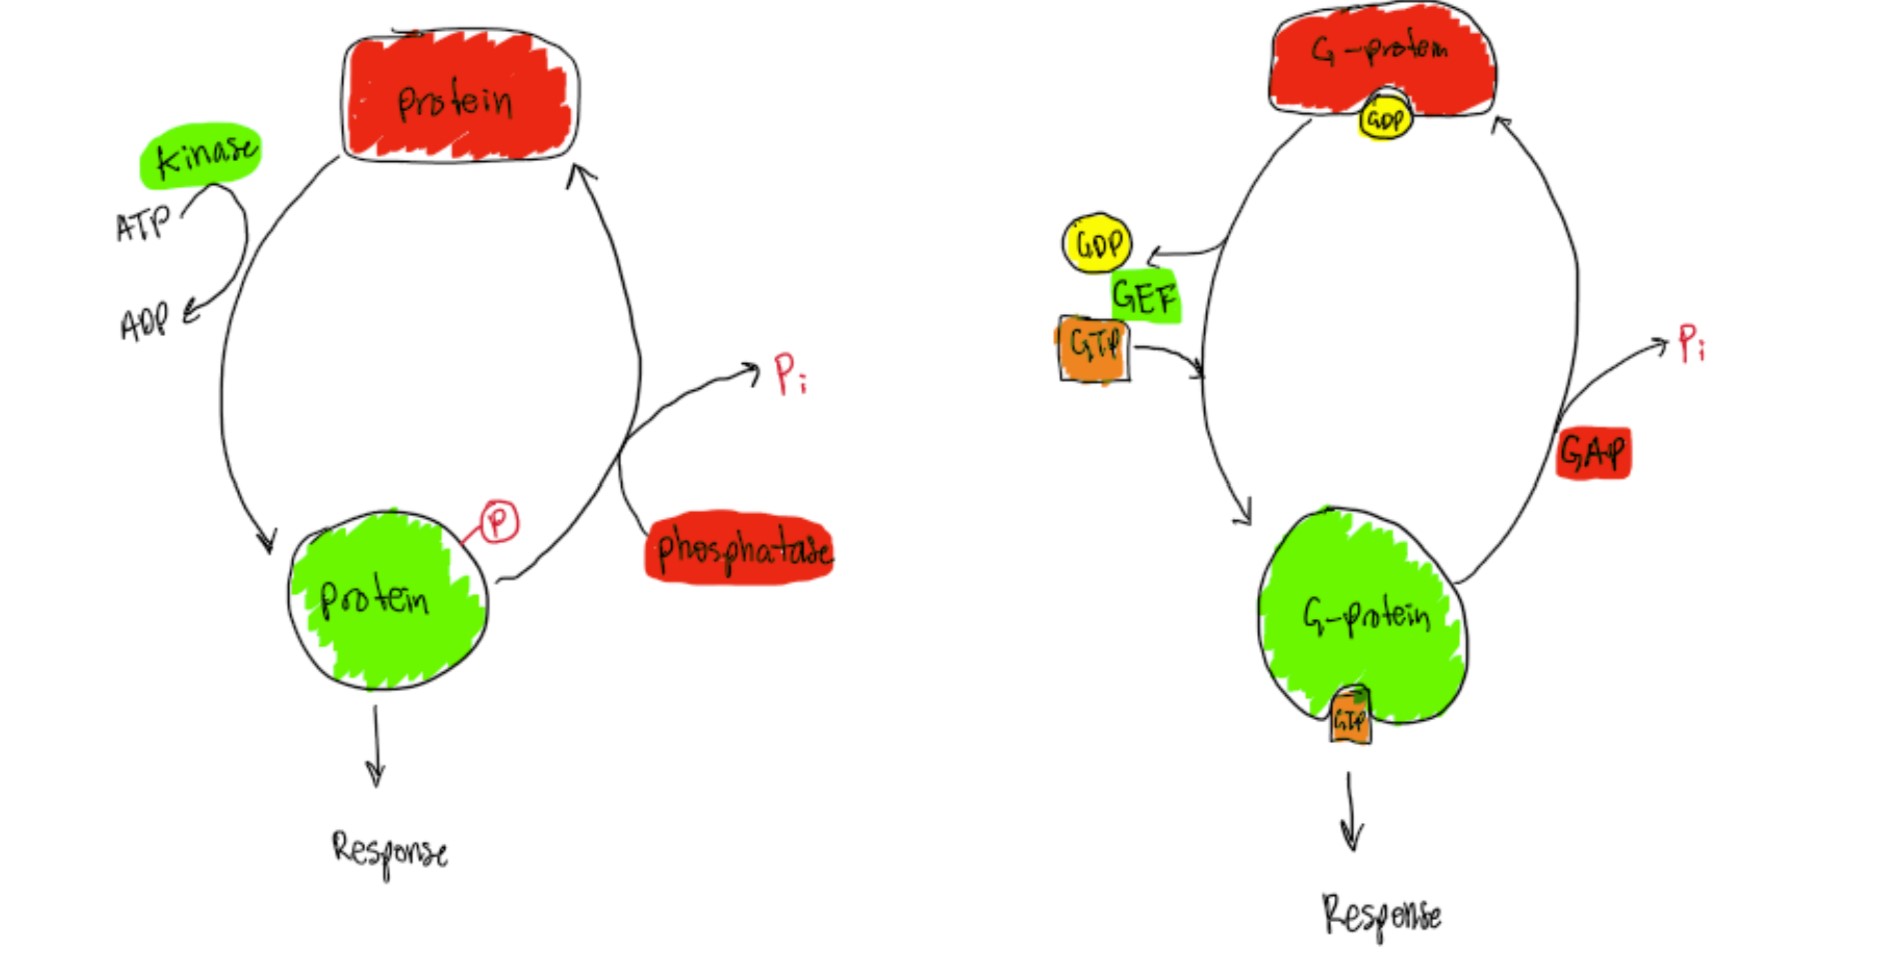 Protein
Kinase
ATP
ADP
Pi
P
Protein
phosphatase
Response
G-protein
GDP
GDP
GEF
GTP
Pi
GAP
G-protein
GTP
Response